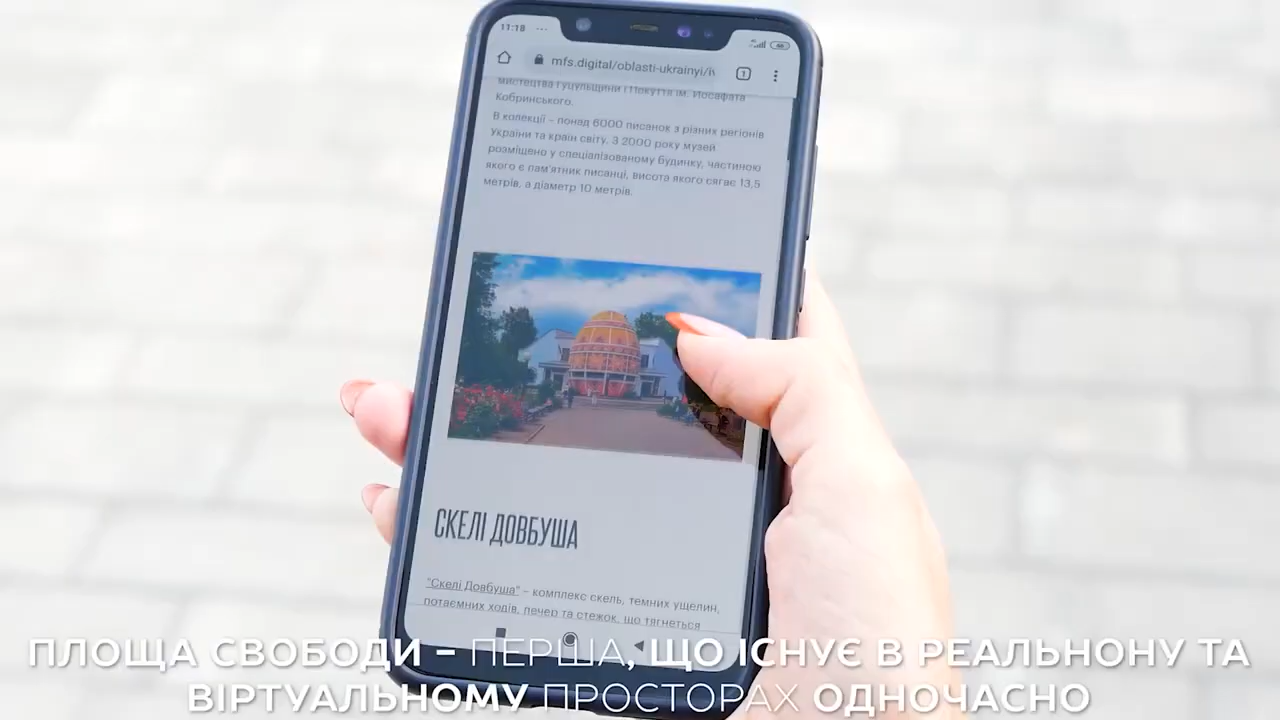 11:18 ...
66
mfs.digital/oblasti-ukrainyi/iv
1
мистецтва Гуцульщини і Покуття ім. Йосафата
Кобринського.
В колекції – понад 6000 писанок з різних регіонів
України та країн світу. З 2000 року музей
розміщено у спеціалізованому будинку, частиною
якого є пам'ятник писанці, висота якого сягає 13,5
метрів, а діаметр 10 метрів.
СКЕЛІ ДОВБУША
"Скелі Довбуша" – комплекс скель, темних ущелин,
потаємних ходів, печер та стежок, що тягнеться
ПЛОЩА СВОБОДИ – ПЕРША, ЩО ІСНУЄ В РЕАЛЬНОНУ ТА
ВІРТУАЛЬНОМУ ПРОСТОРАХ ОДНОЧАСНО